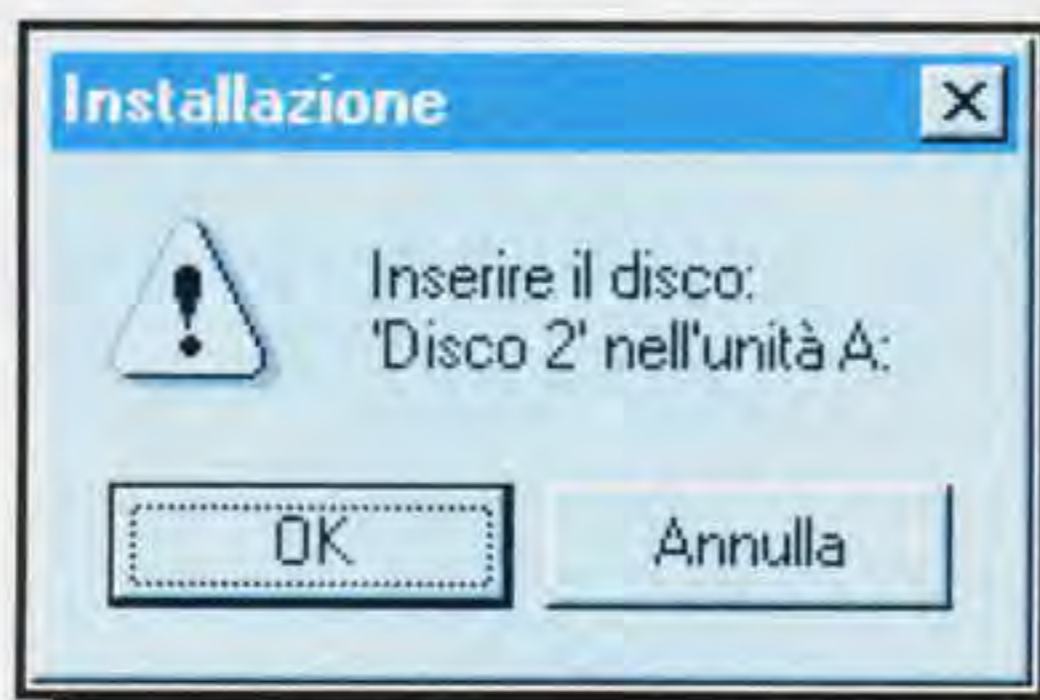 Installazione
Inserire il disco:
'Disco 2' nell'unità A:
OK
Annulla